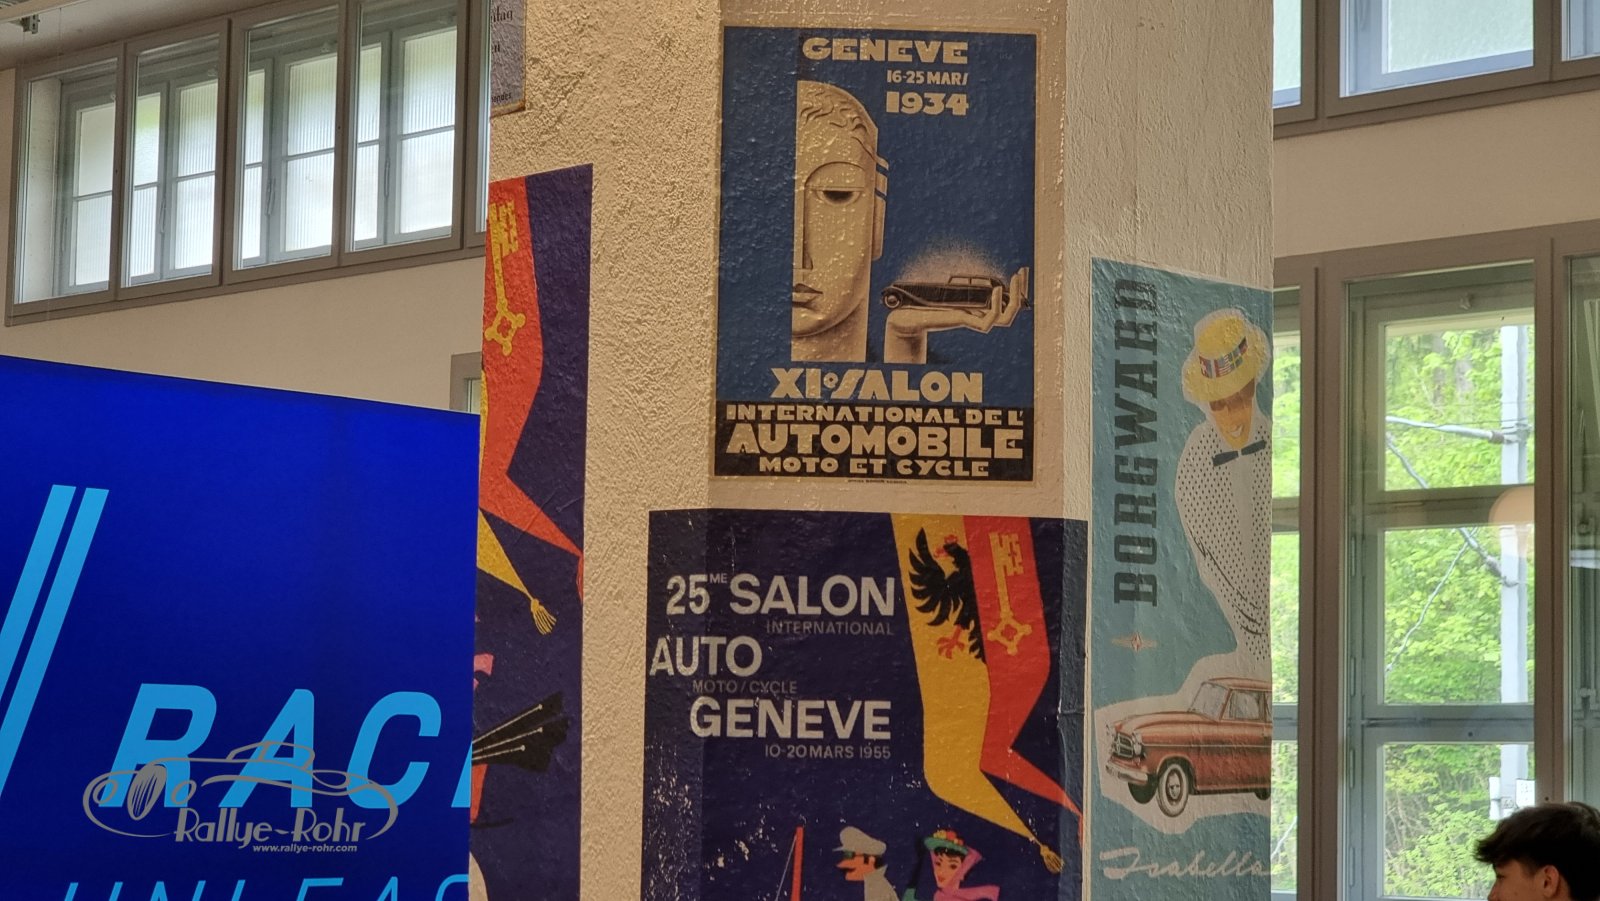 GENEVE
16-25 MARS
1934
XIᵉ SALON
INTERNATIONAL DE L'
AUTOMOBILE
MOTO ET CYCLE
25ME SALON
INTERNATIONAL
AUTO
MOTO/CYCLE
GENEVE
10-20 MARS 1955
BORGWARD
Isabella
RAC
Rallye-Rohr
www.rallye-rohr.com